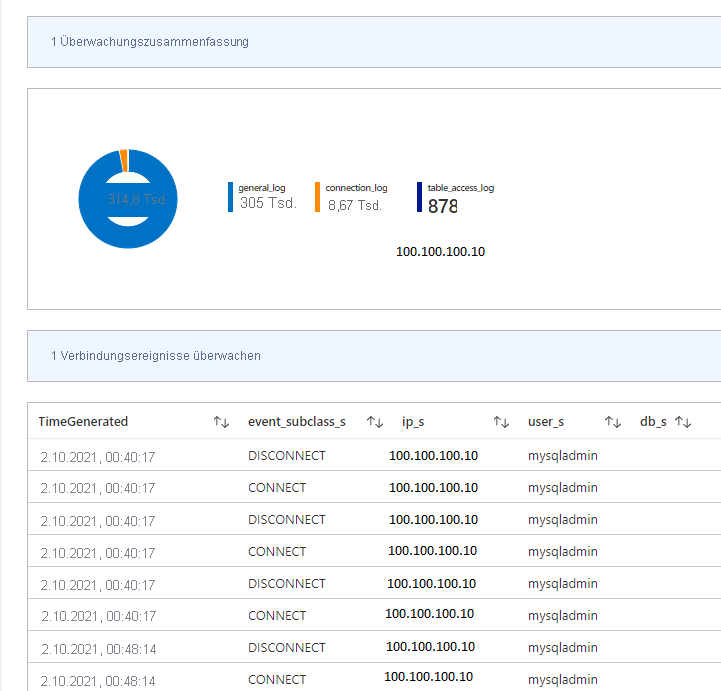 1 Überwachungszusammenfassung
314,8 Tsd.
general_log connection_log table_access_log
305 Tsd. 8,67 Tsd. 878
100.100.100.10
1 Verbindungsereignisse überwachen
TimeGenerated ↑↓ event_subclass_s ↑↓ ip_s ↑↓ user_s ↑↓ db_s ↑↓
2.10.2021, 00:40:17 DISCONNECT 100.100.100.10 mysqladmin
2.10.2021, 00:40:17 CONNECT 100.100.100.10 mysqladmin
2.10.2021, 00:40:17 DISCONNECT 100.100.100.10 mysqladmin
2.10.2021, 00:40:17 CONNECT 100.100.100.10 mysqladmin
2.10.2021, 00:40:17 DISCONNECT 100.100.100.10 mysqladmin
2.10.2021, 00:40:17 CONNECT 100.100.100.10 mysqladmin
2.10.2021, 00:48:14 DISCONNECT 100.100.100.10 mysqladmin
2.10.2021, 00:48:14 CONNECT 100.100.100.10 mysqladmin